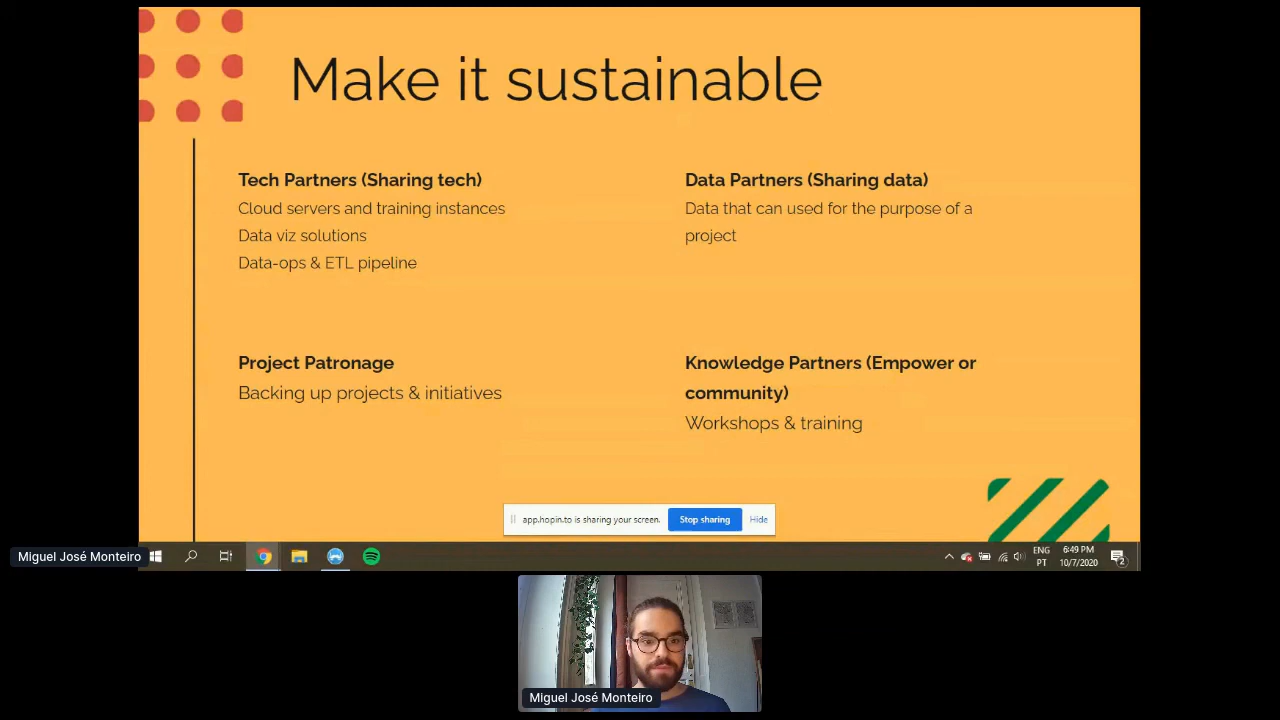 Make it sustainable
Tech Partners (Sharing tech)
Cloud servers and training instances
Data viz solutions
Data-ops & ETL pipeline
Data Partners (Sharing data)
Data that can used for the purpose of a
project
Project Patronage
Backing up projects & initiatives
Knowledge Partners (Empower or
community)
Workshops & training
app.hopin.to is sharing your screen.
Stop sharing
Hide
Miguel José Monteiro
ENG
PT
6:49 PM
10/7/2020
2
Miguel José Monteiro